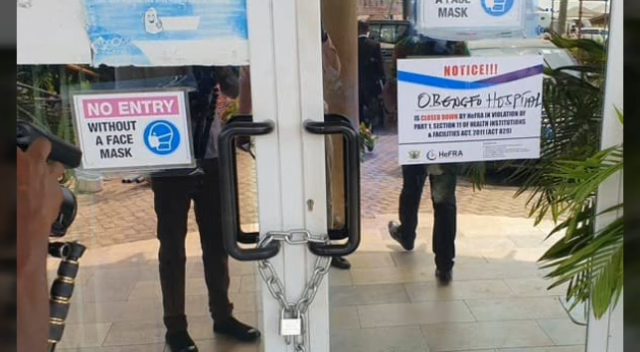 FACE MASK
NO ENTRY
WITHOUT
A FACE
MASK
NOTICE!!!
OBENGFO HOSPITAL
IS CLOSED DOWN BY HeFRA IN VIOLATION OF
PART 1, SECTION 11 OF HEALTH INSTITUTIONS
& FACILITIES ACT, 2011 (ACT 829)
HeFRA